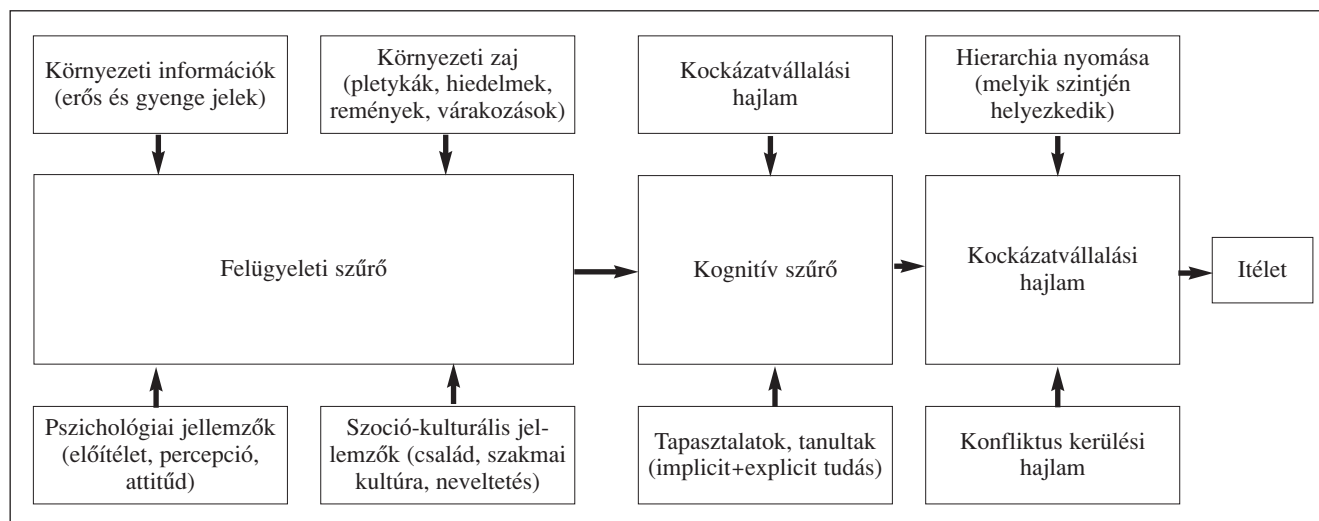 Környezeti információk
(erős és gyenge jelek)
Környezeti zaj
(pletykák, hiedelmek,
remények, várakozások)
Kockázatvállalási
hajlam
Hierarchia nyomása
(melyik szintjén
helyezkedik)
Felügyeleti szűrő
Kognitív szűrő
Kockázatvállalási
hajlam
Itélet
Pszichológiai jellemzők
(előítélet, percepció,
attitűd)
Szoció-kulturális jel-
lemzők (család, szakmai
kultúra, neveltetés)
Tapasztalatok, tanultak
(implicit+explicit tudás)
Konfliktus kerülési
hajlam